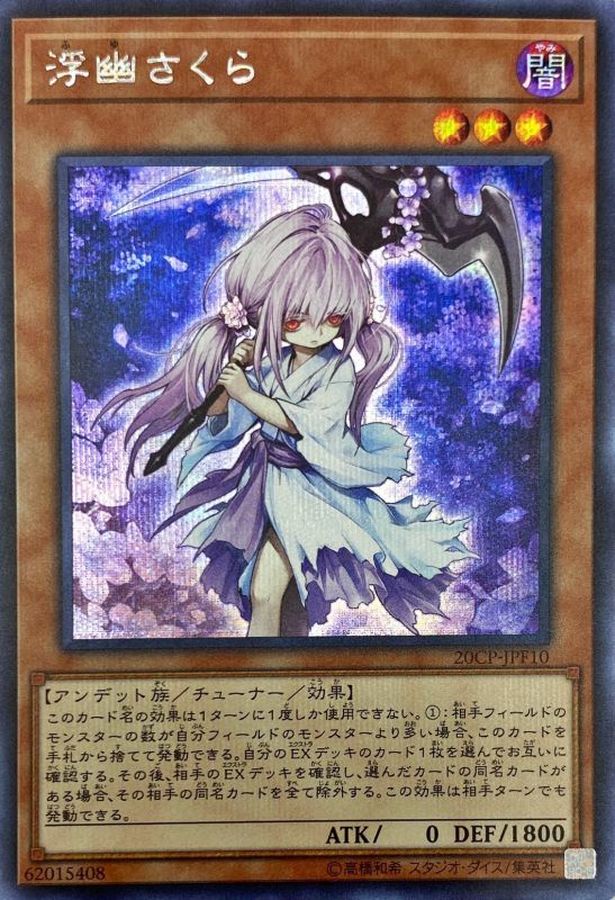 浮幽さくら
ふゆ
やみ
闇
20CP-JPF10
【アンデット族／チューナー／効果】
このカード名の効果は１ターンに１度しか使用できない。①：相手フィールドの
モンスターの数が自分フィールドのモンスターより多い場合、このカードを
手札から捨てて発動できる。自分のＥＸデッキのカード１枚を選んでお互いに
確認する。その後、相手のＥＸデッキを確認し、選んだカードの同名カードが
ある場合、その相手の同名カードを全て除外する。この効果は相手ターンでも
発動できる。
ATK/ 0 DEF/1800
62015408
©高橋和希 スタジオ・ダイス/集英社